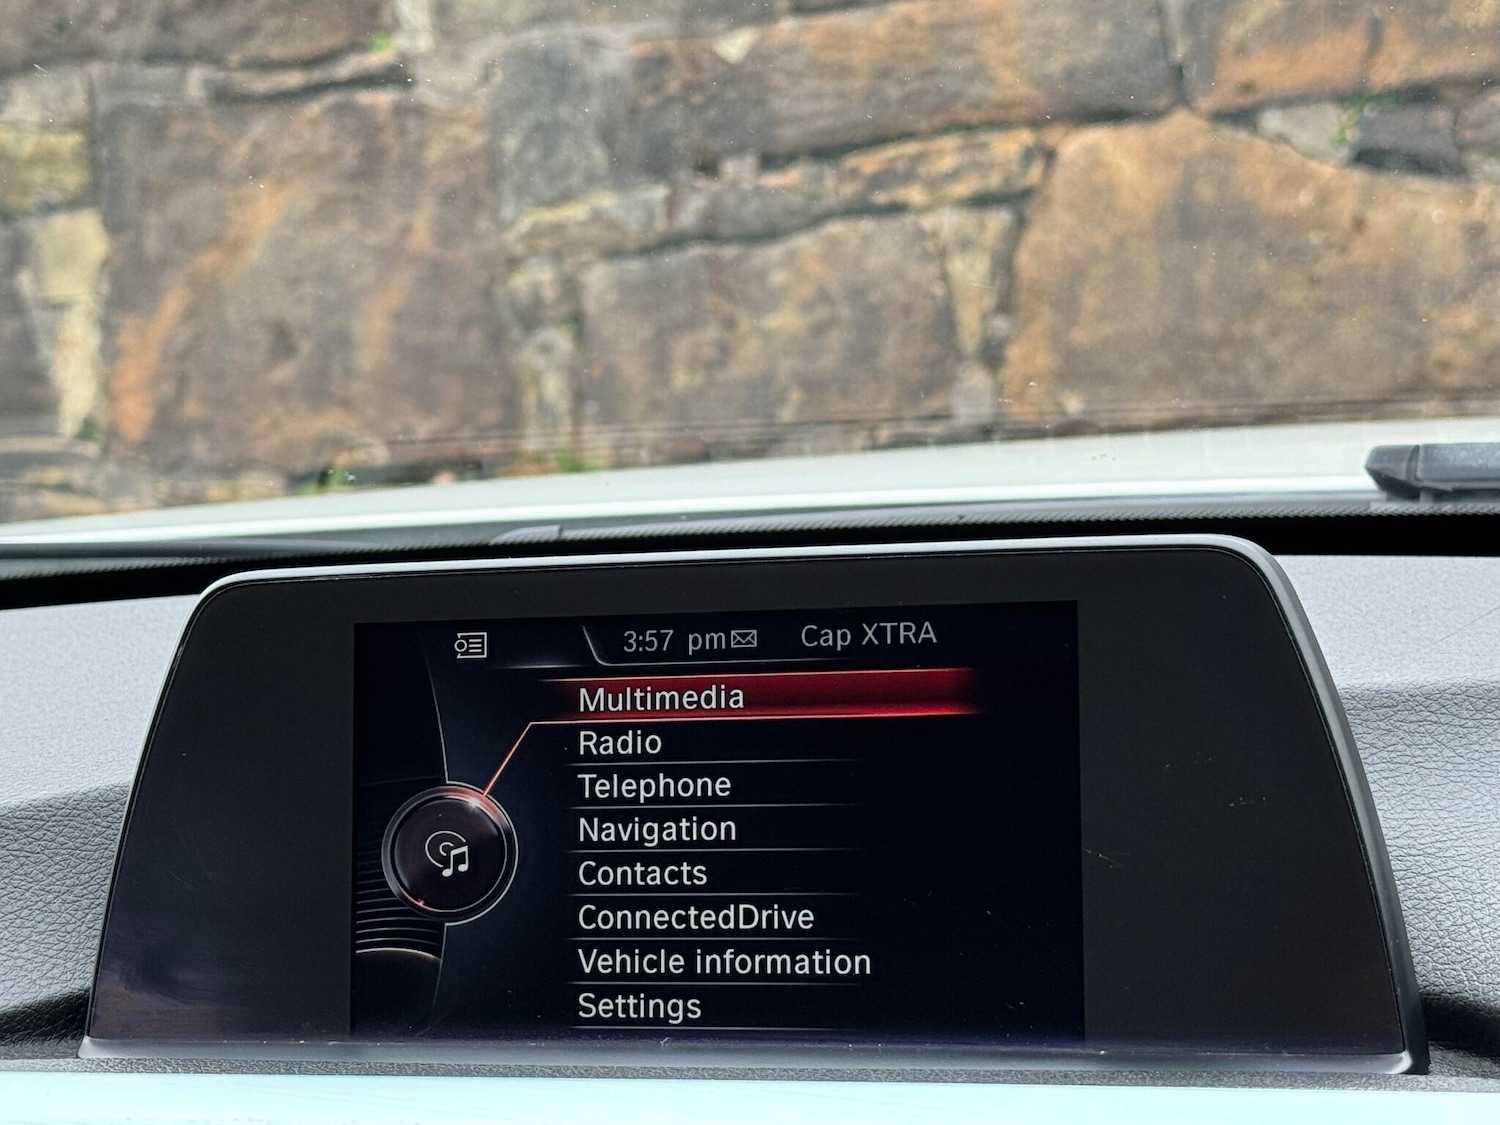 3:57 pm Cap XTRA
Multimedia
Radio
Telephone
Navigation
Contacts
ConnectedDrive
Vehicle information
Settings